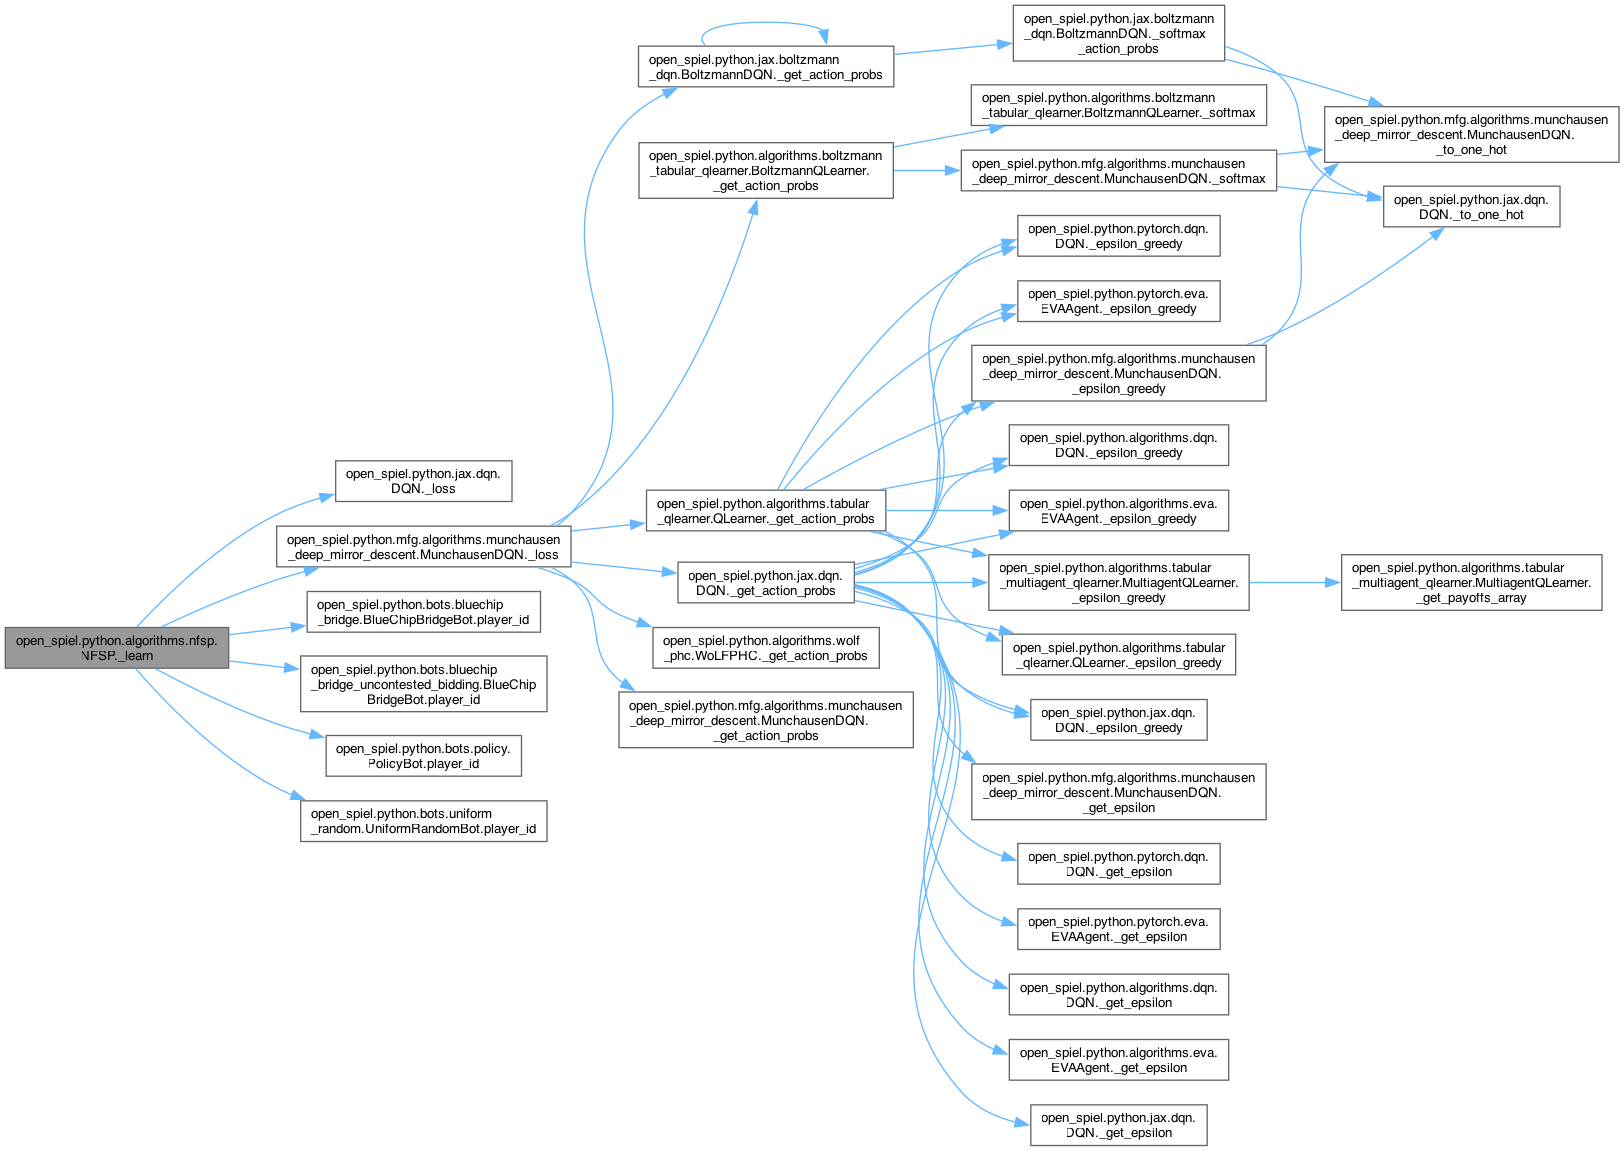 open_spiel.python.algorithms.nfsp.
NFSP._learn
open_spiel.python.jax.dqn.
DQN._loss
open_spiel.python.mfg.algorithms.munchausen
_deep_mirror_descent.MunchausenDQN._loss
open_spiel.python.bots.bluechip
_bridge.BlueChipBridgeBot.player_id
open_spiel.python.bots.bluechip
_bridge_uncontested_bidding.BlueChip
BridgeBot.player_id
open_spiel.python.bots.policy.
PolicyBot.player_id
open_spiel.python.bots.uniform
_random.UniformRandomBot.player_id
open_spiel.python.jax.boltzmann
_dqn.BoltzmannDQN._get_action_probs
open_spiel.python.algorithms.boltzmann
_tabular_qlearner.BoltzmannQLearner.
_get_action_probs
open_spiel.python.algorithms.tabular
_qlearner.QLearner._get_action_probs
open_spiel.python.jax.dqn.
DQN._get_action_probs
open_spiel.python.algorithms.wolf
_phc.WoLFPHC._get_action_probs
open_spiel.python.mfg.algorithms.munchausen
_deep_mirror_descent.MunchausenDQN.
_get_action_probs
open_spiel.python.jax.boltzmann
_dqn.BoltzmannDQN._softmax
_action_probs
open_spiel.python.algorithms.boltzmann
_tabular_qlearner.BoltzmannQLearner._softmax
open_spiel.python.mfg.algorithms.munchausen
_deep_mirror_descent.MunchausenDQN._softmax
open_spiel.python.pytorch.dqn.
DQN._epsilon_greedy
open_spiel.python.pytorch.eva.
EVAAgent._epsilon_greedy
open_spiel.python.mfg.algorithms.munchausen
_deep_mirror_descent.MunchausenDQN.
_epsilon_greedy
open_spiel.python.algorithms.dqn.
DQN._epsilon_greedy
open_spiel.python.algorithms.eva.
EVAAgent._epsilon_greedy
open_spiel.python.algorithms.tabular
_multiagent_qlearner.MultiagentQLearner.
_epsilon_greedy
open_spiel.python.algorithms.tabular
_qlearner.QLearner._epsilon_greedy
open_spiel.python.jax.dqn.
DQN._epsilon_greedy
open_spiel.python.mfg.algorithms.munchausen
_deep_mirror_descent.MunchausenDQN.
_get_epsilon
open_spiel.python.pytorch.dqn.
DQN._get_epsilon
open_spiel.python.pytorch.eva.
EVAAgent._get_epsilon
open_spiel.python.algorithms.dqn.
DQN._get_epsilon
open_spiel.python.algorithms.eva.
EVAAgent._get_epsilon
open_spiel.python.jax.dqn.
DQN._get_epsilon
open_spiel.python.mfg.algorithms.munchausen
_deep_mirror_descent.MunchausenDQN.
_to_one_hot
open_spiel.python.jax.dqn.
DQN._to_one_hot
open_spiel.python.algorithms.tabular
_multiagent_qlearner.MultiagentQLearner.
_get_payoffs_array